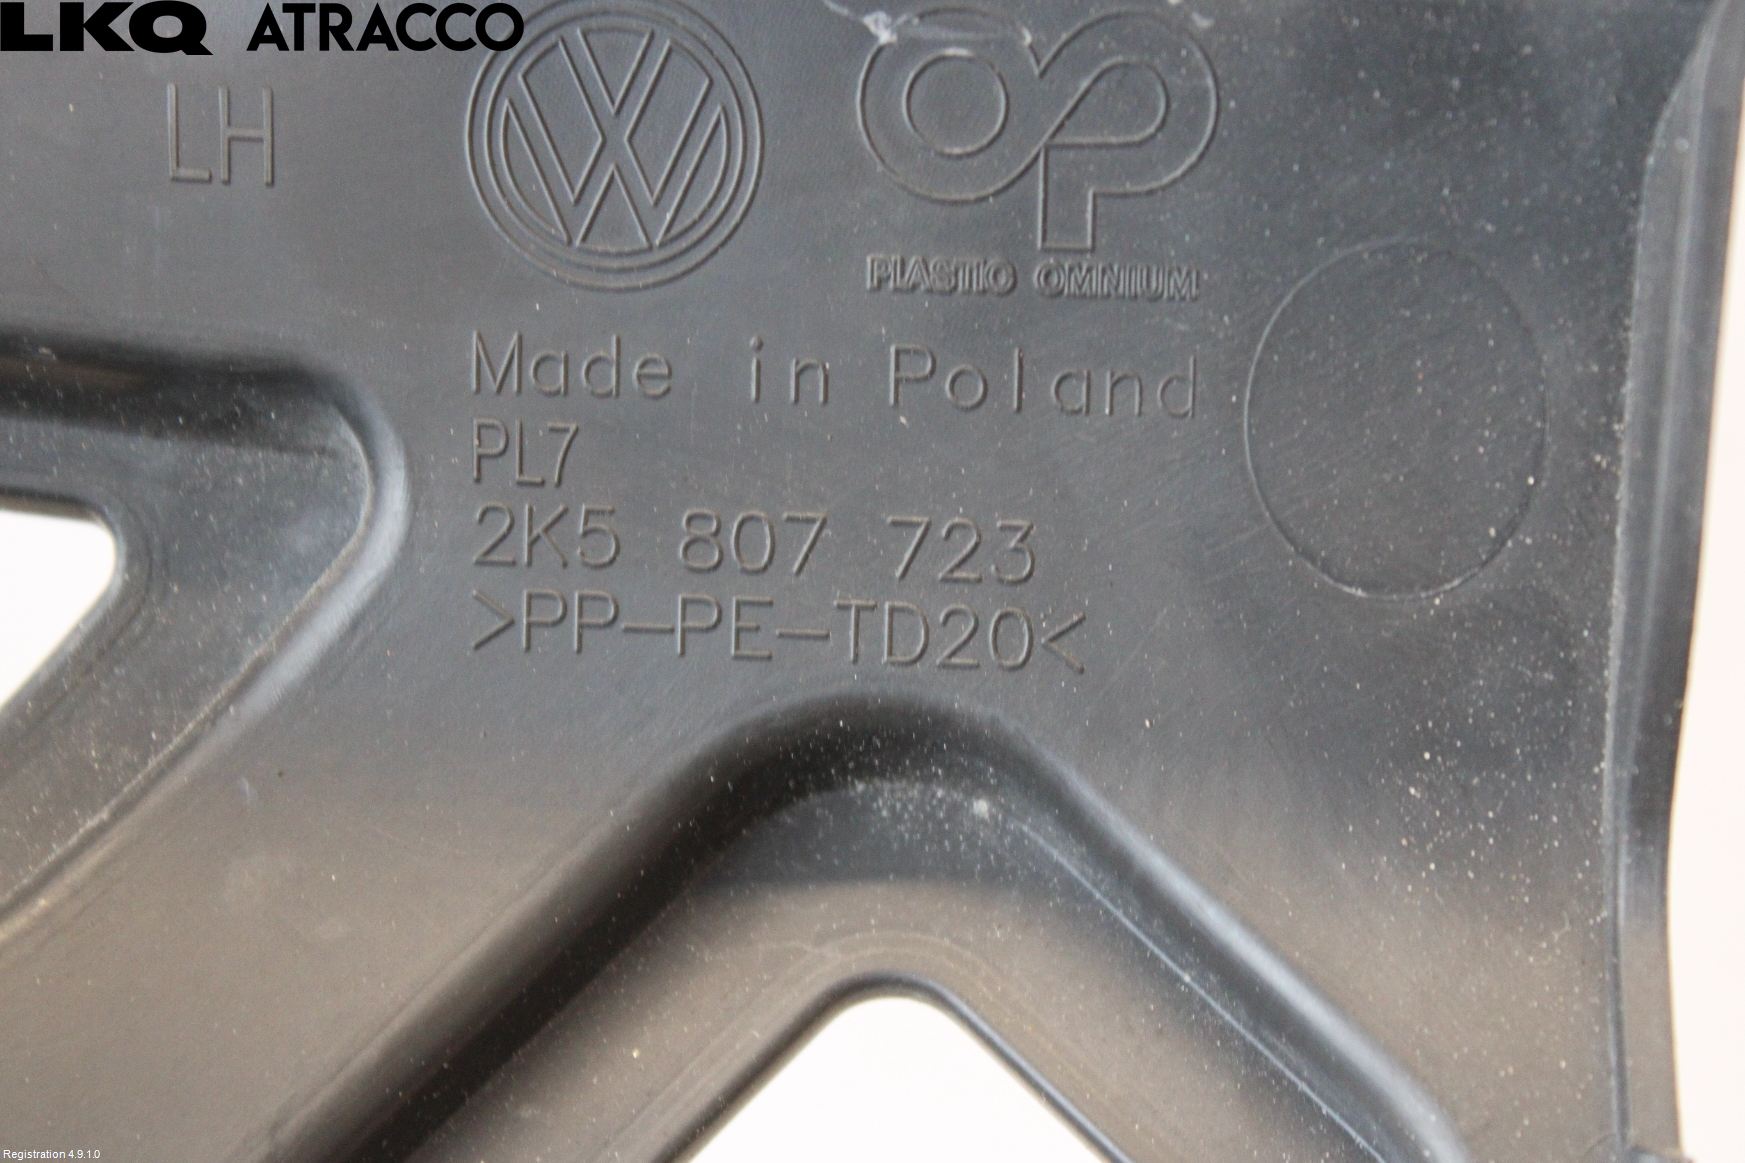 LKQ ATRACCO
LH
PLASTIC OMNIUM
Made in Poland
PL7
2K5 807 723
>PP-PE-TD20<
Registration 4.9.1.0